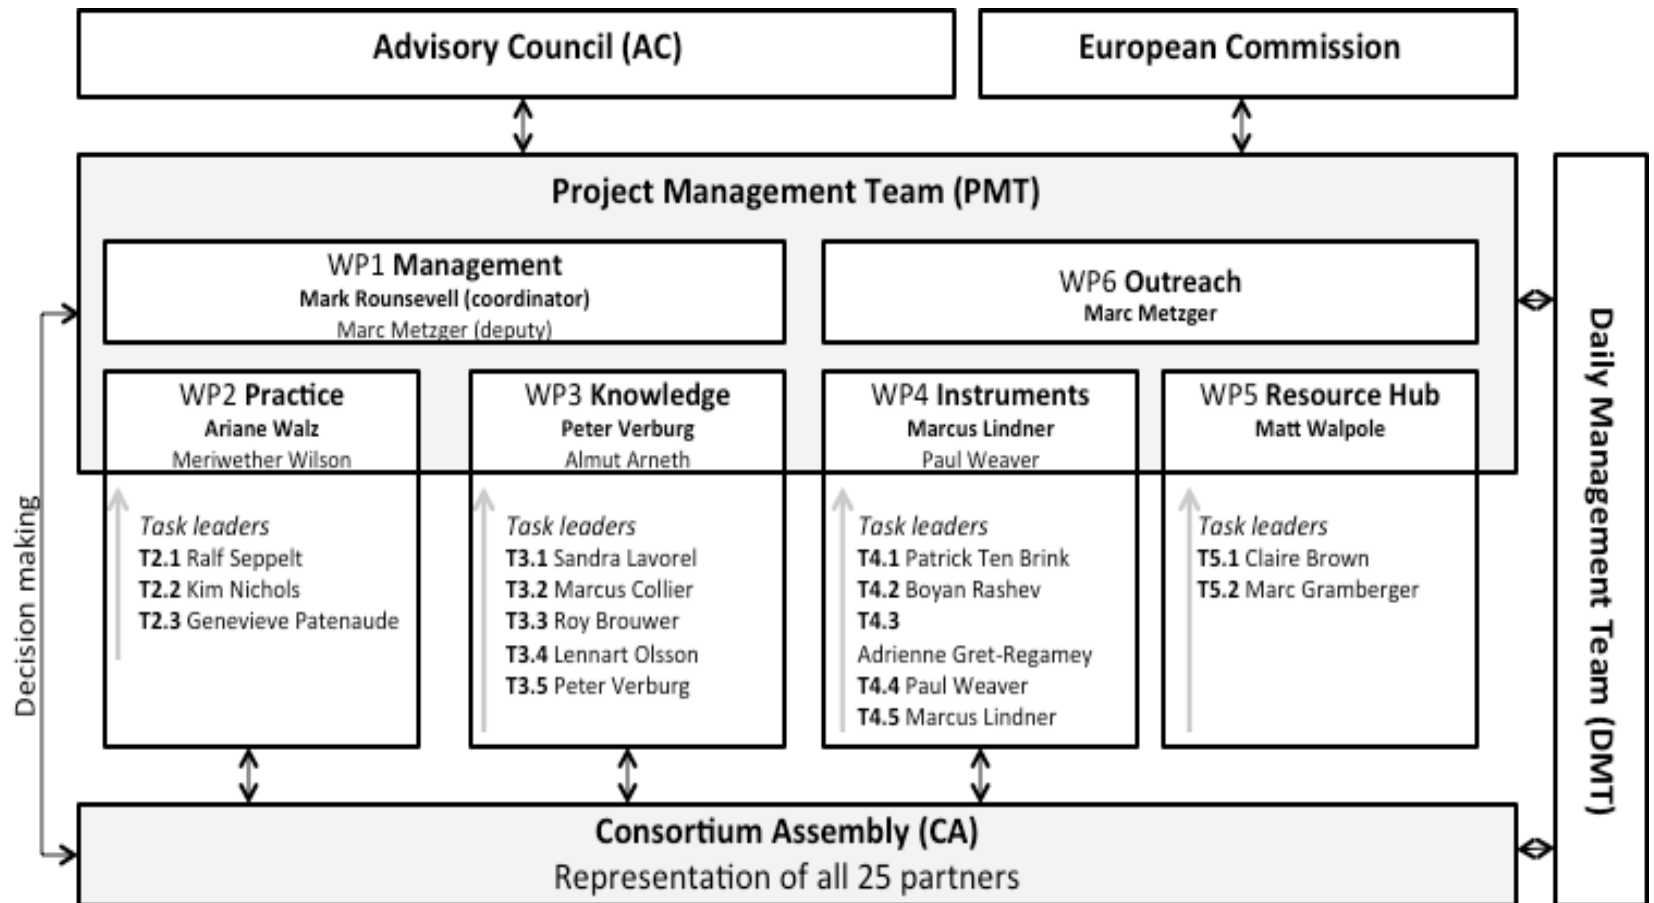 Advisory Council (AC)
European Commission
Project Management Team (PMT)
WP1 Management
Mark Rounsevell (coordinator)
Marc Metzger (deputy)
WP6 Outreach
Marc Metzger
WP2 Practice
Ariane Walz
Meriwether Wilson
Task leaders
T2.1 Ralf Seppelt
T2.2 Kim Nichols
T2.3 Genevieve Patenaude
WP3 Knowledge
Peter Verburg
Almut Arneth
Task leaders
T3.1 Sandra Lavorel
T3.2 Marcus Collier
T3.3 Roy Brouwer
T3.4 Lennart Olsson
T3.5 Peter Verburg
WP4 Instruments
Marcus Lindner
Paul Weaver
Task leaders
T4.1 Patrick Ten Brink
T4.2 Boyan Rashev
T4.3
Adrienne Gret-Regamey
T4.4 Paul Weaver
T4.5 Marcus Lindner
WP5 Resource Hub
Matt Walpole
Task leaders
T5.1 Claire Brown
T5.2 Marc Gramberger
Decision making
Daily Management Team (DMT)
Consortium Assembly (CA)
Representation of all 25 partners